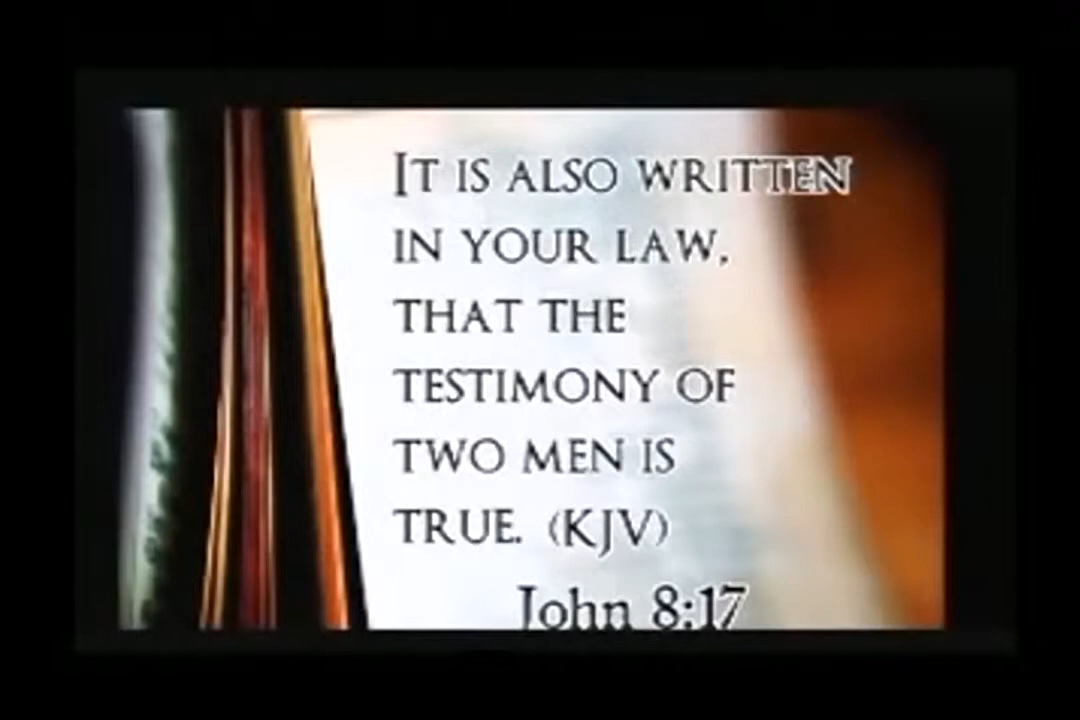 IT IS ALSO WRITTEN
IN YOUR LAW,
THAT THE
TESTIMONY OF
TWO MEN IS
TRUE. (KJV)
John 8:17